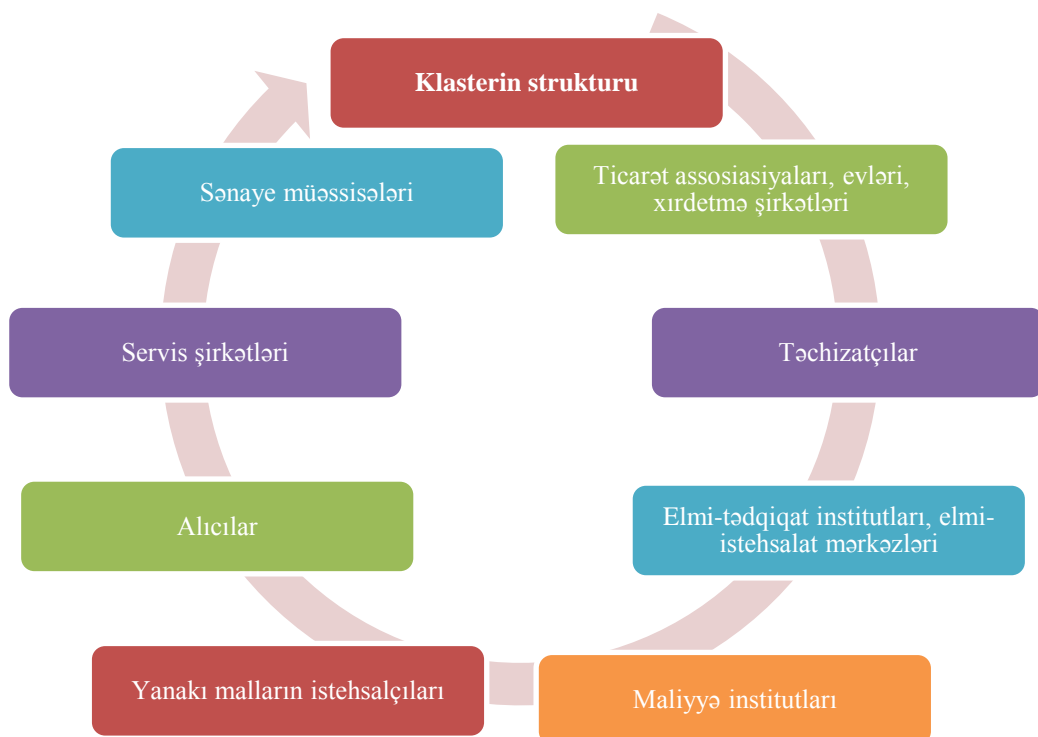 Klasterin strukturu
Ticarət assosiasiyaları, evləri,
xırdetmə şirkətləri
Təchizatçılar
Elmi-tədqiqat institutları, elmi-
istehsalat mərkəzləri
Maliyyə institutları
Yanakı malların istehsalçıları
Alıcılar
Servis şirkətləri
Sənaye müəssisələri